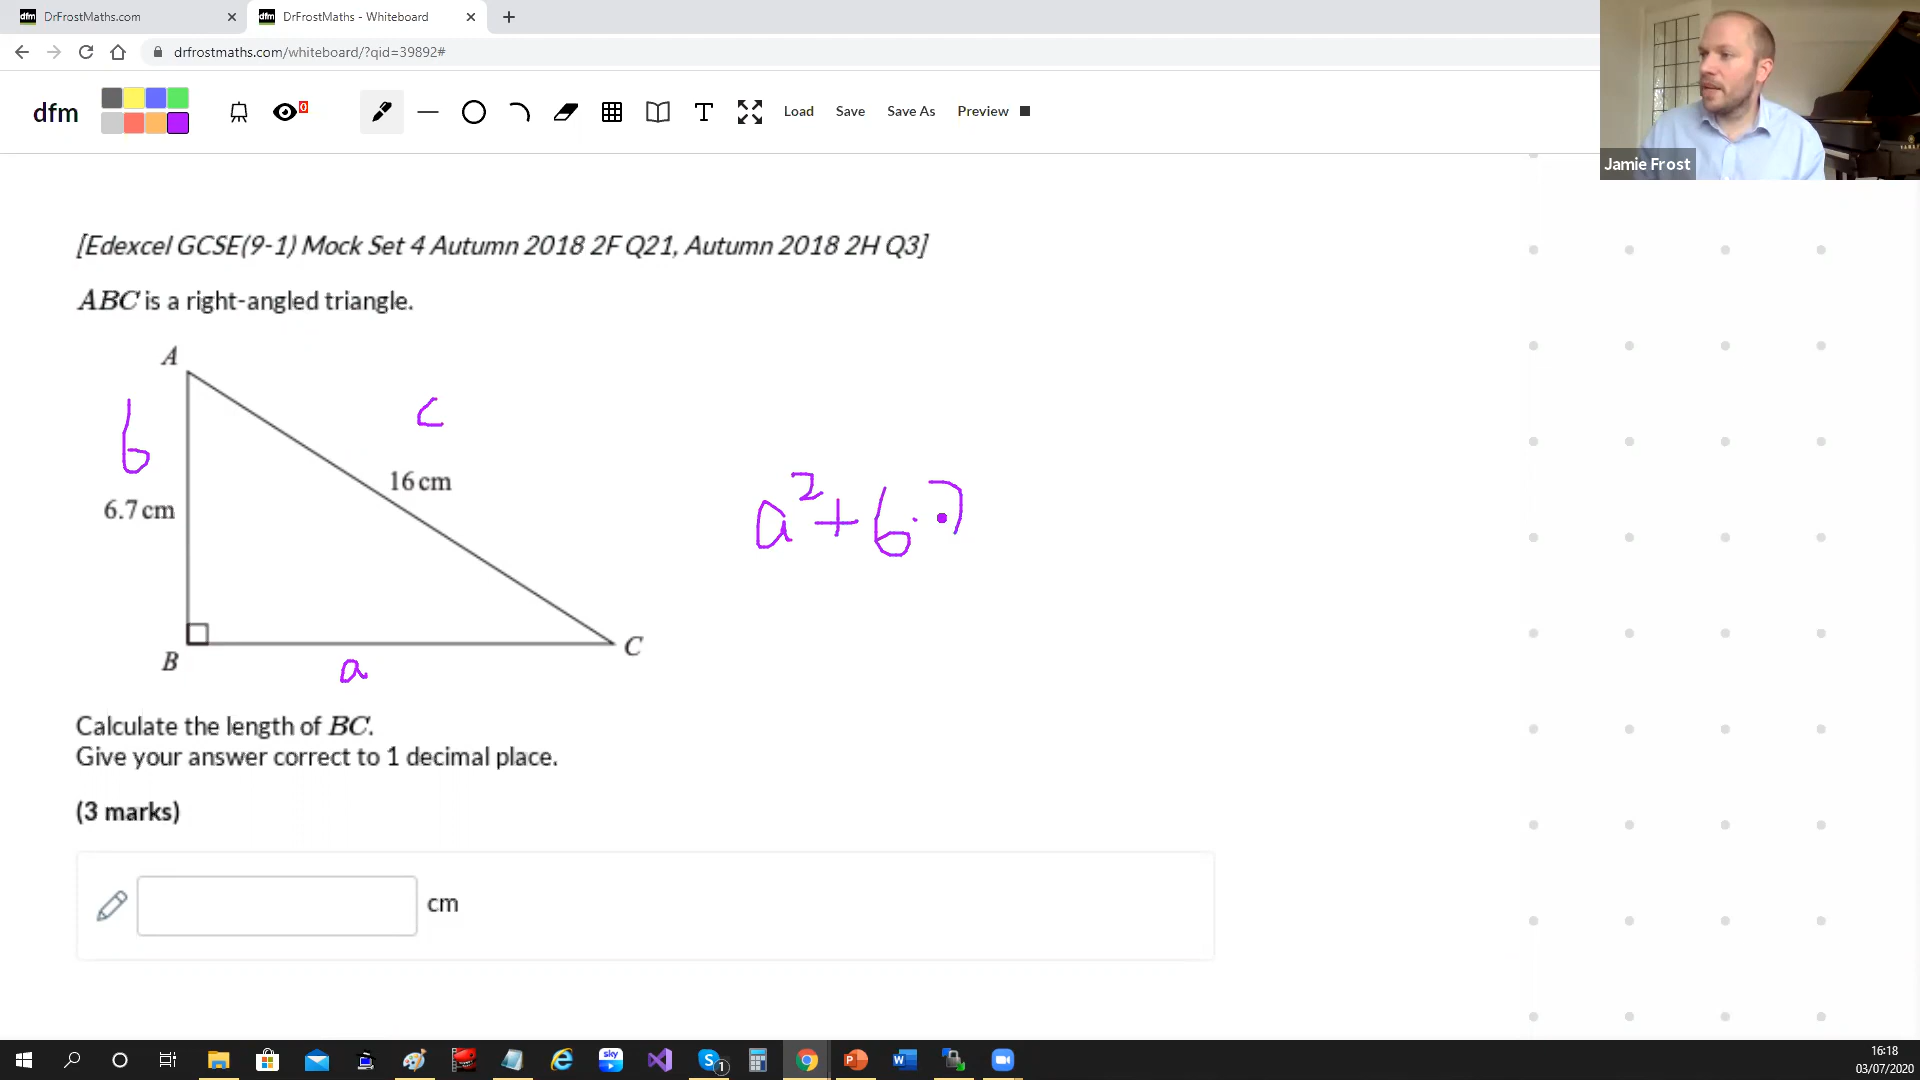 DrFrostMaths.com
DrFrostMaths - Whiteboard
drfrostmaths.com/whiteboard/?qid=39892#
dfm
0
T
Load
Save
Save As
Preview
Jamie Frost
[Edexcel GCSE(9-1) Mock Set 4 Autumn 2018 2F Q21, Autumn 2018 2H Q3]
ABC is a right-angled triangle.
A
b
c
16 cm
6.7 cm
a² + 6.7
B
C
a
Calculate the length of BC.
Give your answer correct to 1 decimal place.
(3 marks)
cm
sky
1
16:18
03/07/2020